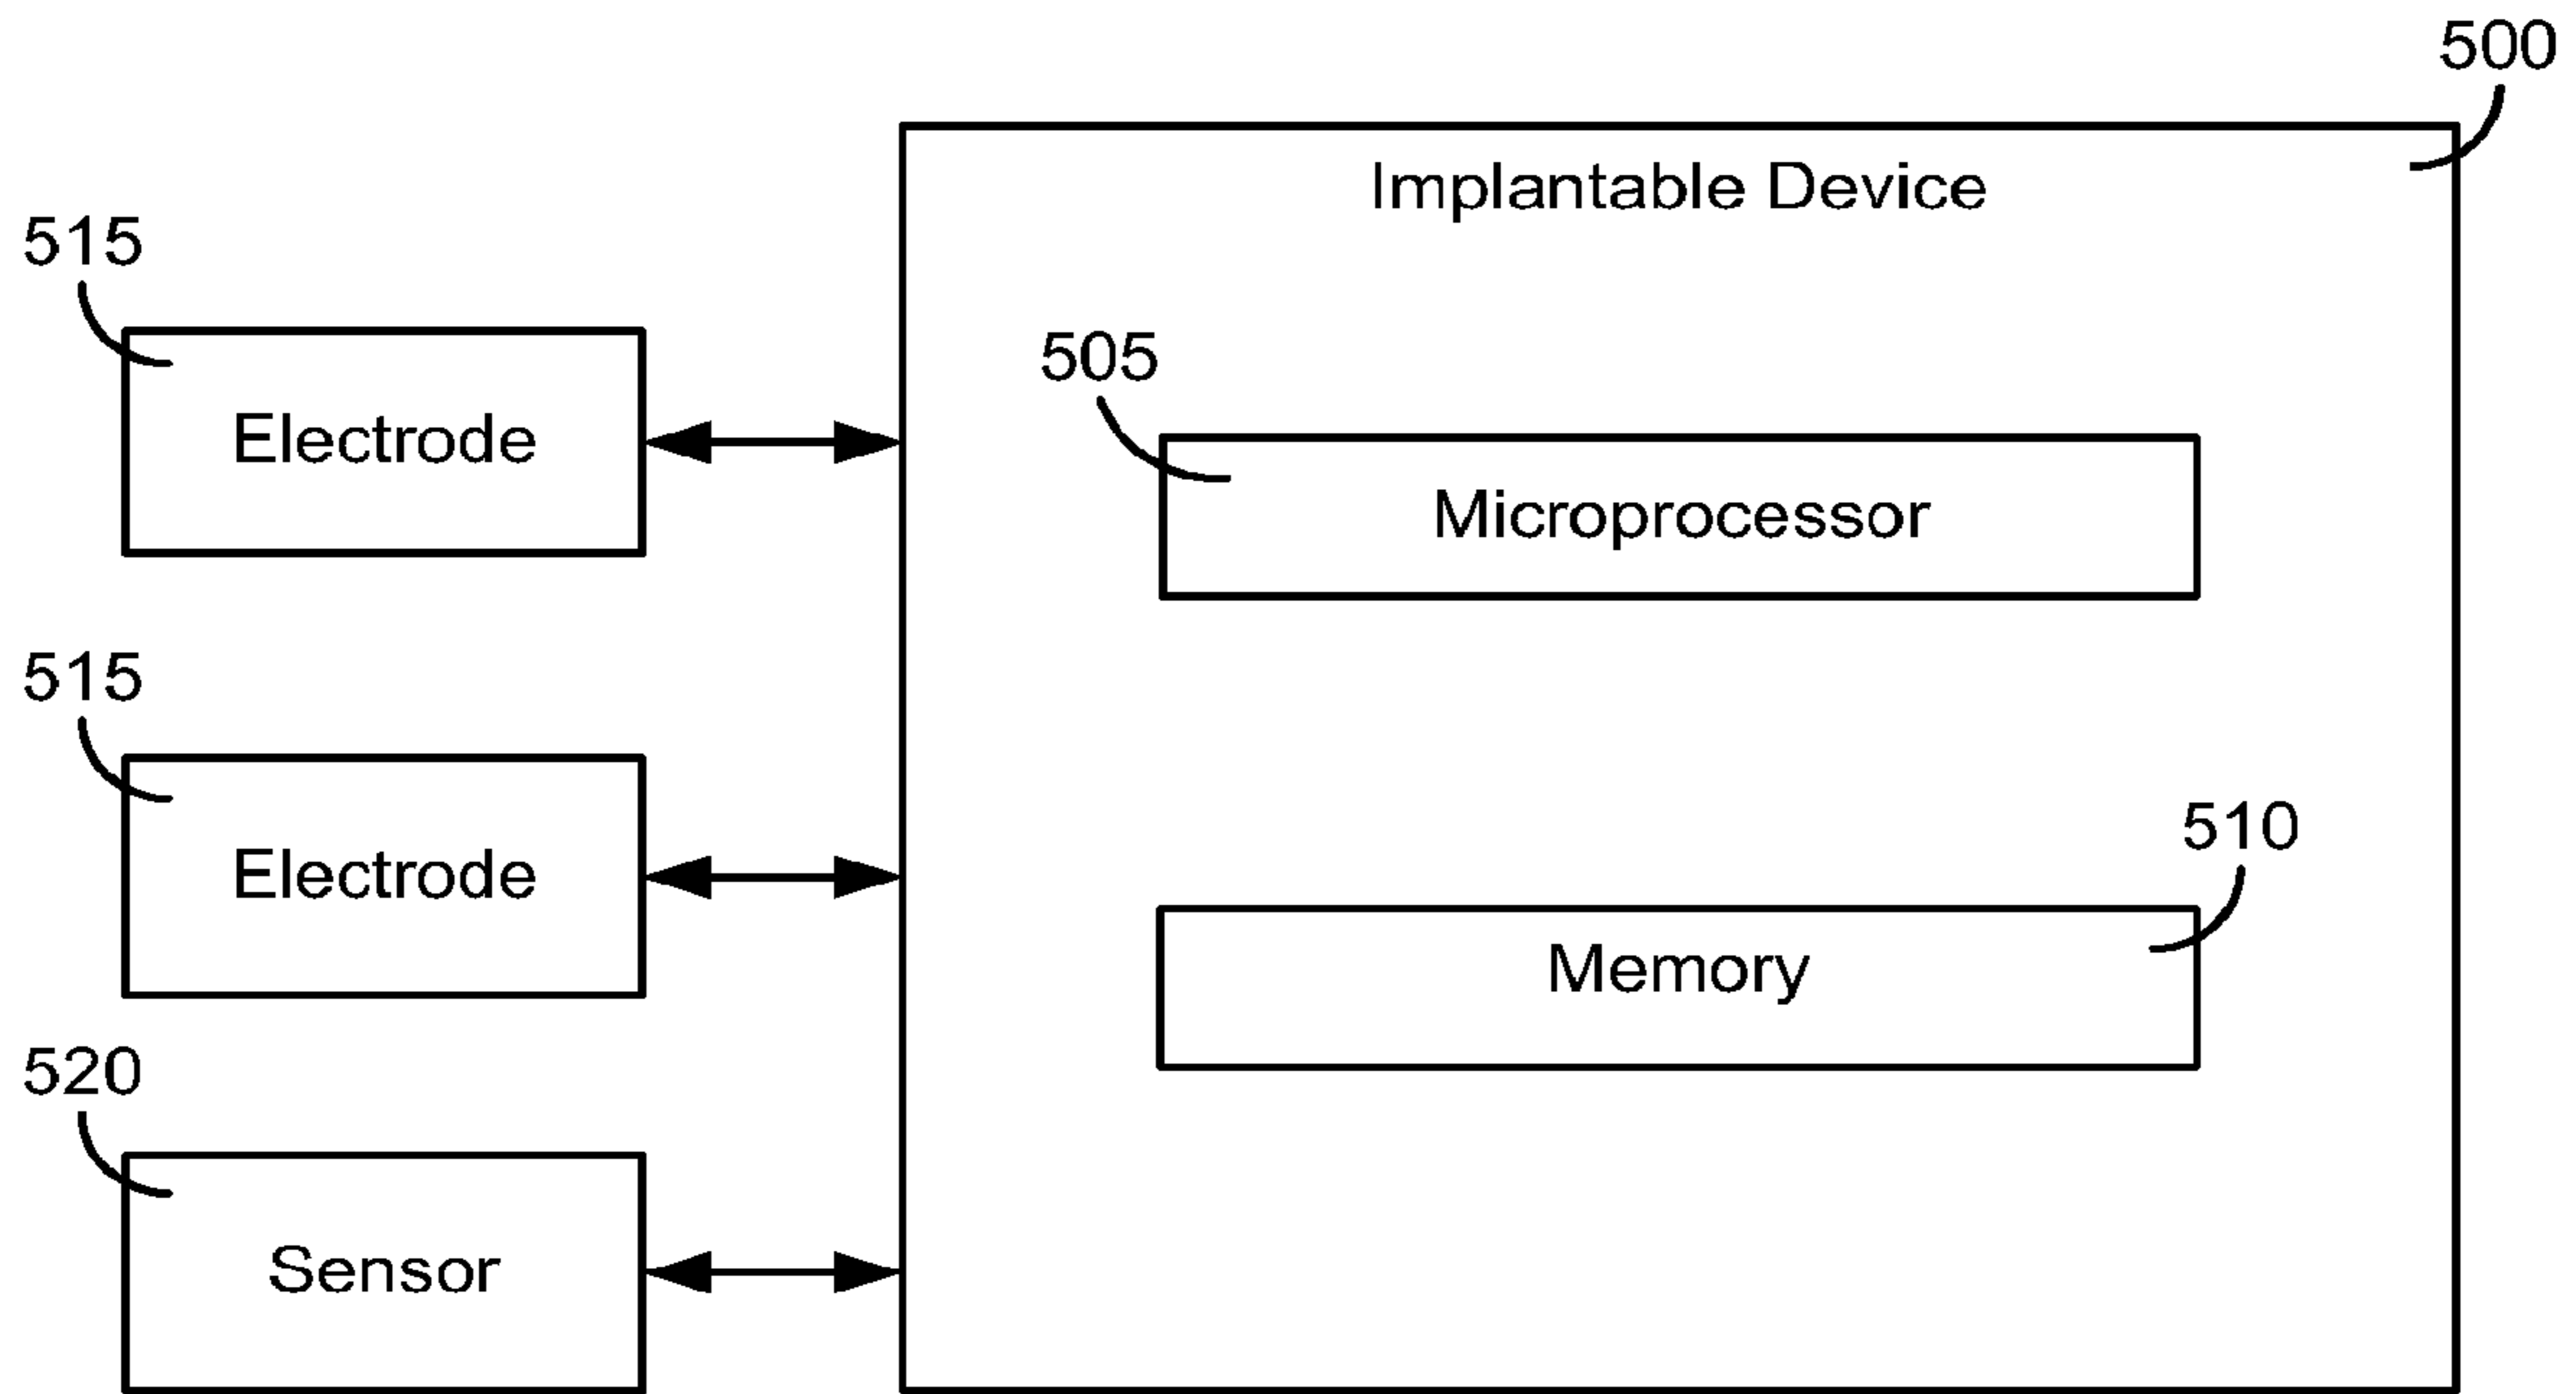 500
Implantable Device
515
Electrode
505
Microprocessor
515
Electrode
510
Memory
520
Sensor